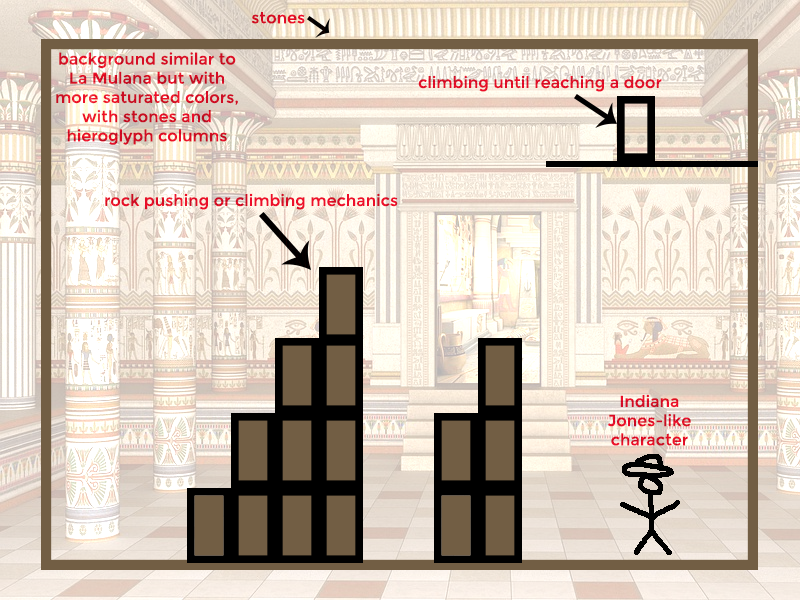 stones
background similar to
La Mulana but with
more saturated colors,
with stones and
hieroglyph columns
climbing until reaching a door
rock pushing or climbing mechanics
Indiana
Jones-like
character